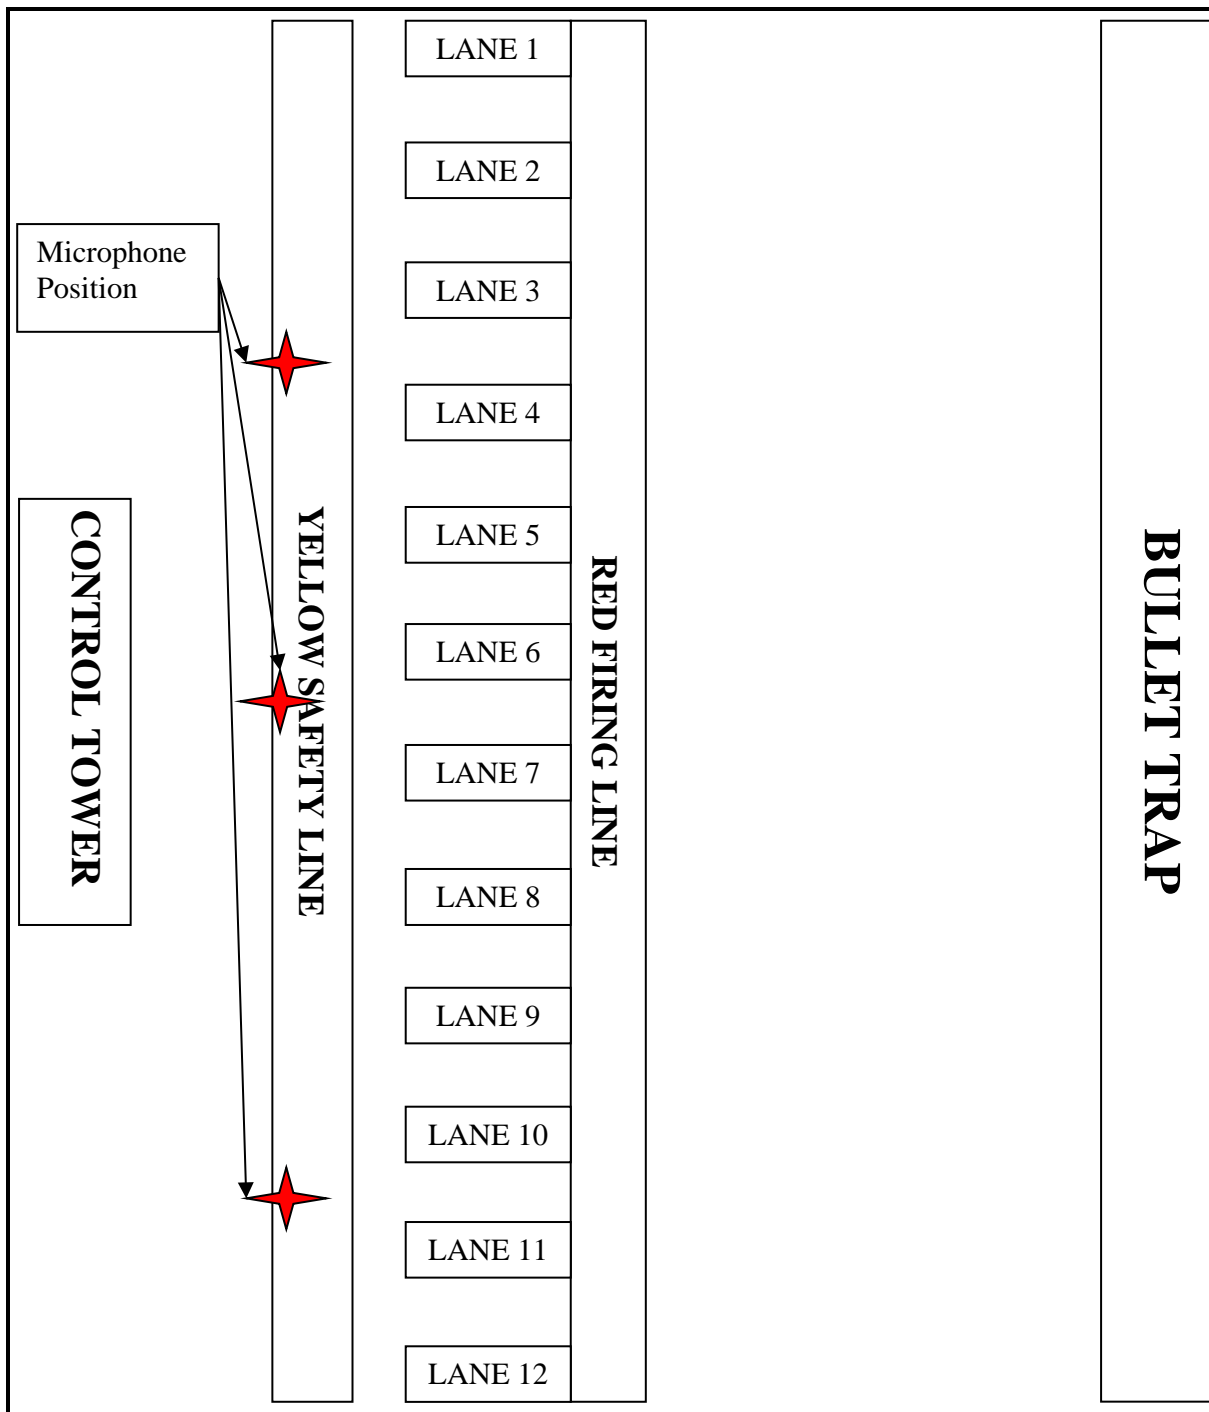 LANE 1
LANE 2
Microphone
Position
LANE 3
LANE 4
LANE 5
LANE 6
LANE 7
LANE 8
LANE 9
LANE 10
LANE 11
LANE 12
CONTROL TOWER
YELLOW SAFETY LINE
RED FIRING LINE
BULLET TRAP